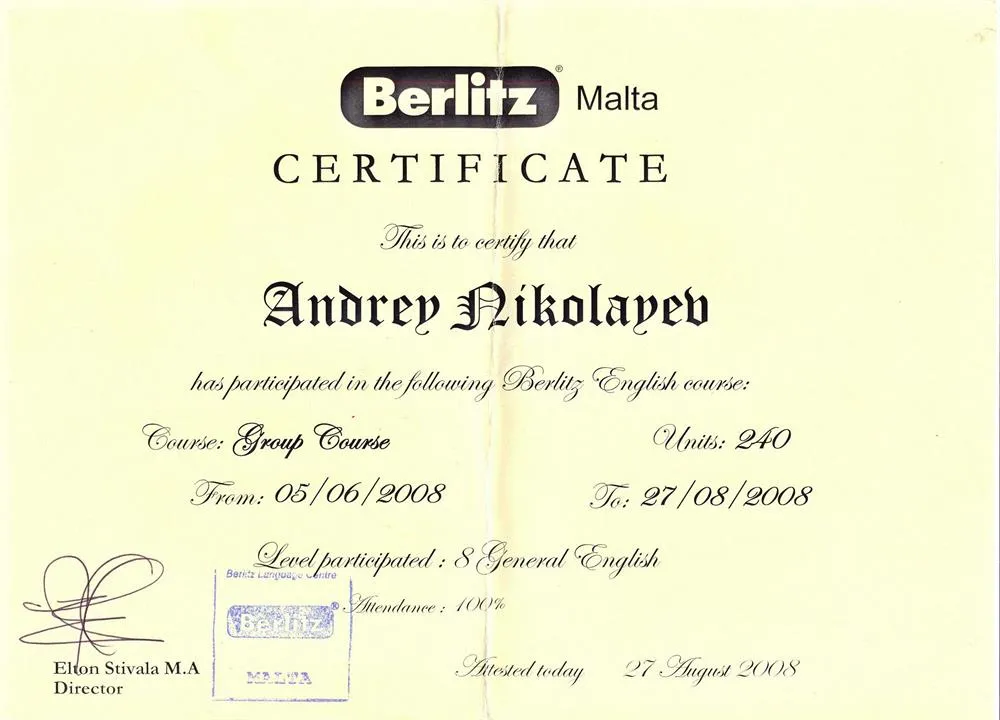 Berlitz® Malta
CERTIFICATE
This is to certify that
Andrey Nikolayev
has participated in the following Berlitz English course:
Course: Group Course Units: 240
From: 05/06/2008 To: 27/08/2008
Level participated : 8 General English
Berlitz Language Centre
Attendance : 100%
Berlitz®
MALTA
Attested today 27 August 2008
Elton Stivala M.A
Director